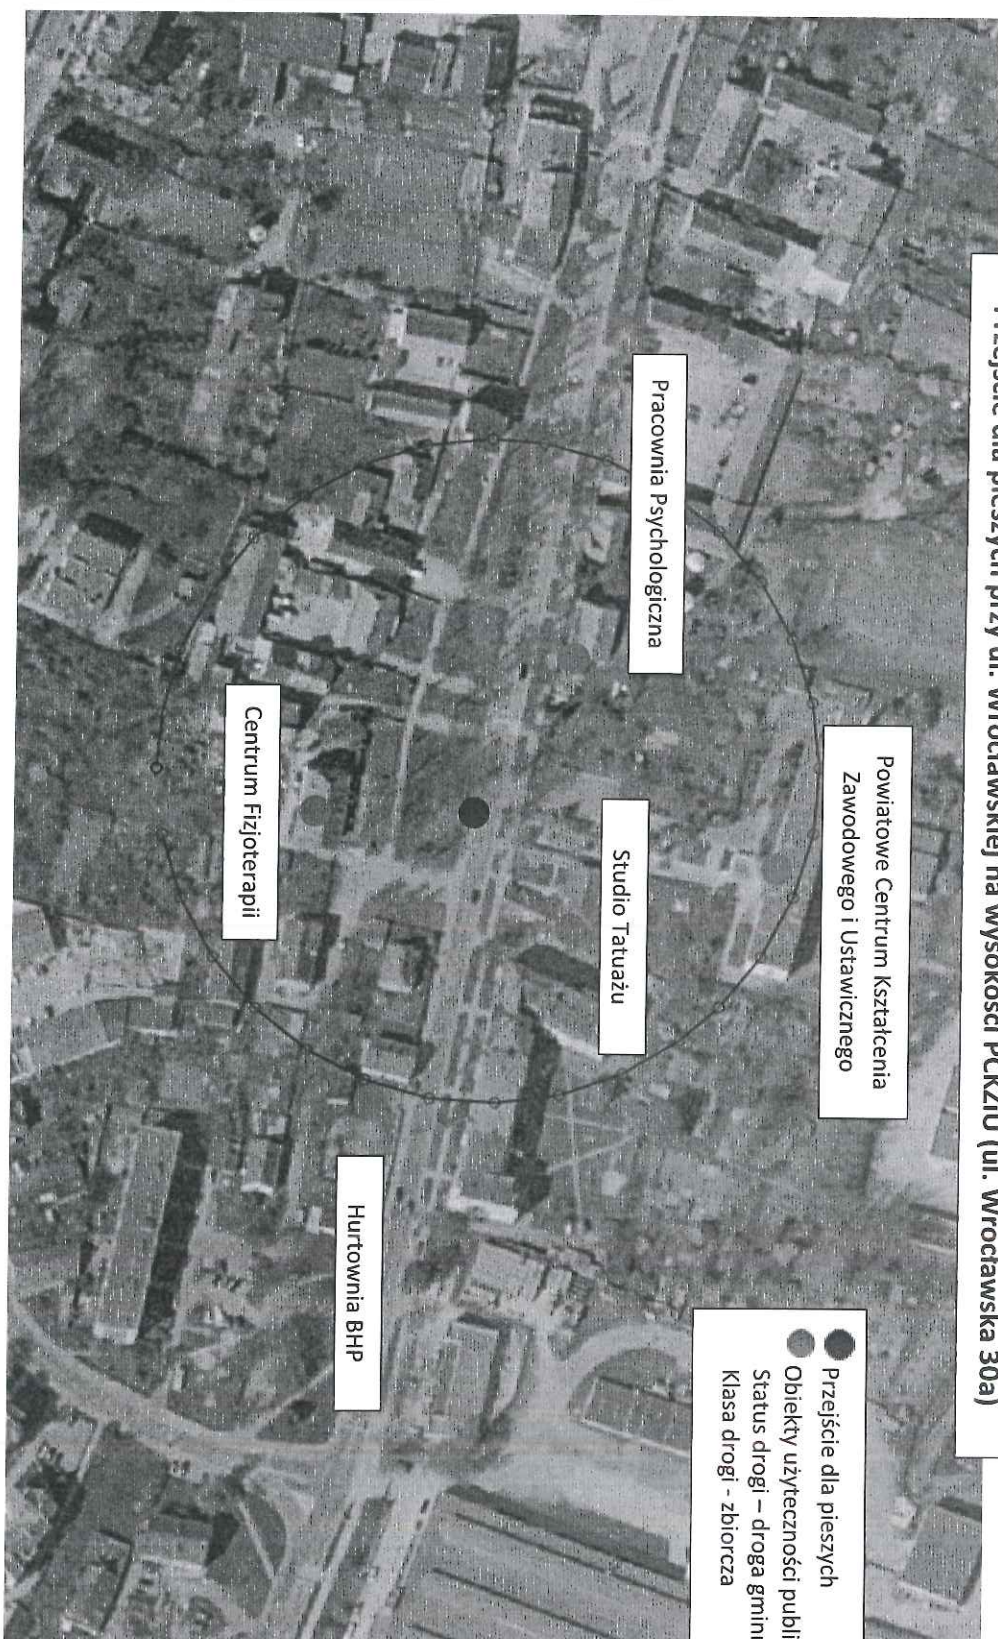 Przejście dla pieszych przy ul. Wrocławskiej na wysokości PCKZiU (ul. Wrocławska 30a)
Przejście dla pieszych
Obiekty użyteczności publi
Status drogi – droga gminn
Klasa drogi - zbiorcza
Powiatowe Centrum Kształcenia
Zawodowego i Ustawicznego
Pracownia Psychologiczna
Studio Tatuażu
Centrum Fizjoterapii
Hurtownia BHP